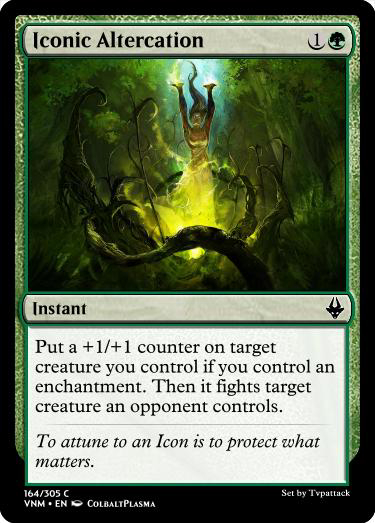 Iconic Altercation 1
Instant
Put a +1/+1 counter on target
creature you control if you control an
enchantment. Then it fights target
creature an opponent controls.
To attune to an Icon is to protect what
matters.
164/305 C
VNM • EN ColbaltPlasma
Set by Tvpattack